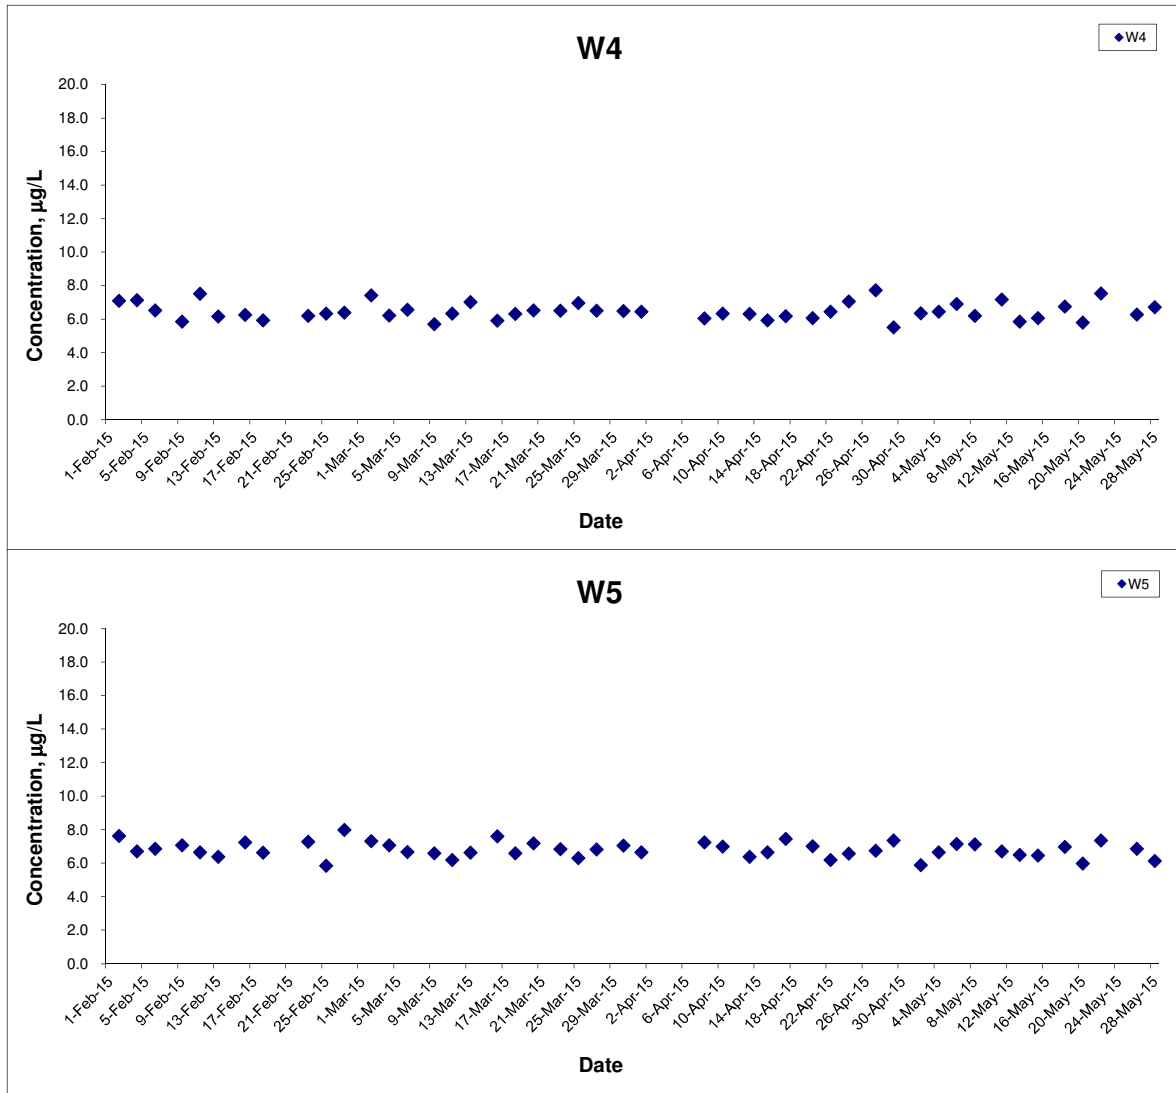 W4
W4
20.0
18.0
16.0
14.0
12.0
10.0
8.0
6.0
4.0
2.0
0.0
Concentration, µg/L
1-Feb-15 5-Feb-15 9-Feb-15 13-Feb-15 17-Feb-15 21-Feb-15 25-Feb-15 1-Mar-15 5-Mar-15 9-Mar-15 13-Mar-15 17-Mar-15 21-Mar-15 25-Mar-15 29-Mar-15 2-Apr-15 6-Apr-15 10-Apr-15 14-Apr-15 18-Apr-15 22-Apr-15 26-Apr-15 30-Apr-15 4-May-15 8-May-15 12-May-15 16-May-15 20-May-15 24-May-15 28-May-15
Date
W5
W5
20.0
18.0
16.0
14.0
12.0
10.0
8.0
6.0
4.0
2.0
0.0
Concentration, µg/L
1-Feb-15 5-Feb-15 9-Feb-15 13-Feb-15 17-Feb-15 21-Feb-15 25-Feb-15 1-Mar-15 5-Mar-15 9-Mar-15 13-Mar-15 17-Mar-15 21-Mar-15 25-Mar-15 29-Mar-15 2-Apr-15 6-Apr-15 10-Apr-15 14-Apr-15 18-Apr-15 22-Apr-15 26-Apr-15 30-Apr-15 4-May-15 8-May-15 12-May-15 16-May-15 20-May-15 24-May-15 28-May-15
Date